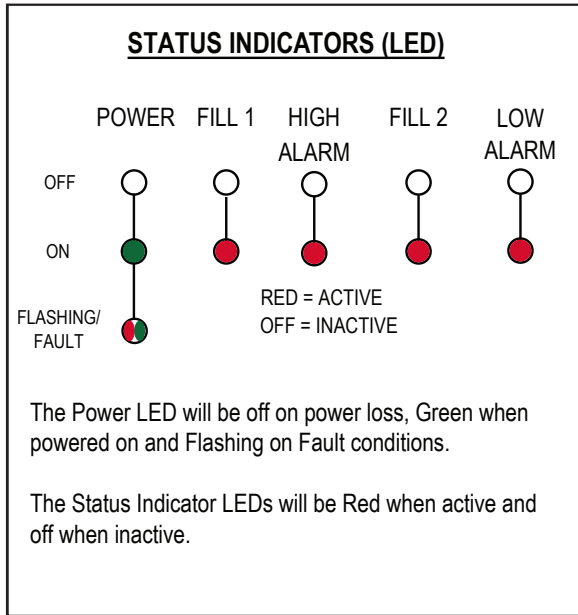 STATUS INDICATORS (LED)
POWER FILL 1 HIGH ALARM FILL 2 LOW ALARM
OFF
ON
FLASHING/
FAULT
RED = ACTIVE
OFF = INACTIVE
The Power LED will be off on power loss, Green when
powered on and Flashing on Fault conditions.
The Status Indicator LEDs will be Red when active and
off when inactive.